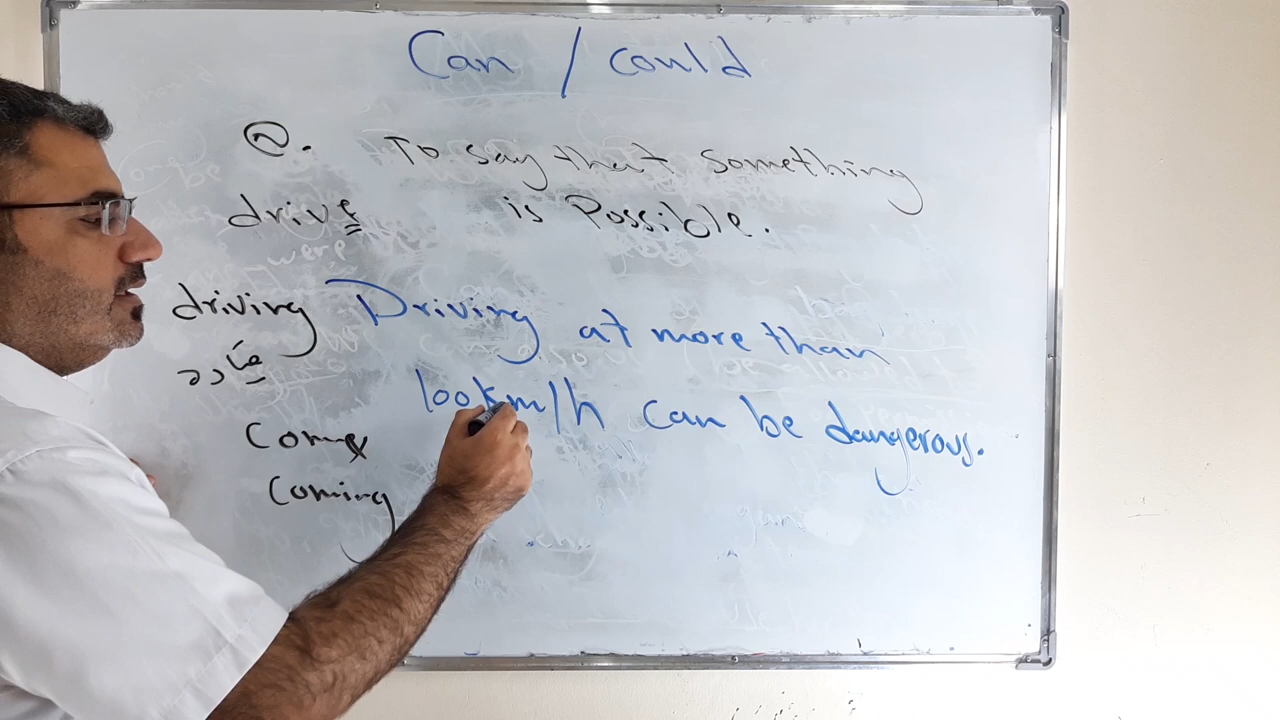 Can / could
2. To say that something
is Possible.
drive
driving
come
coming
Driving at more than
100km/h can be dangerous.